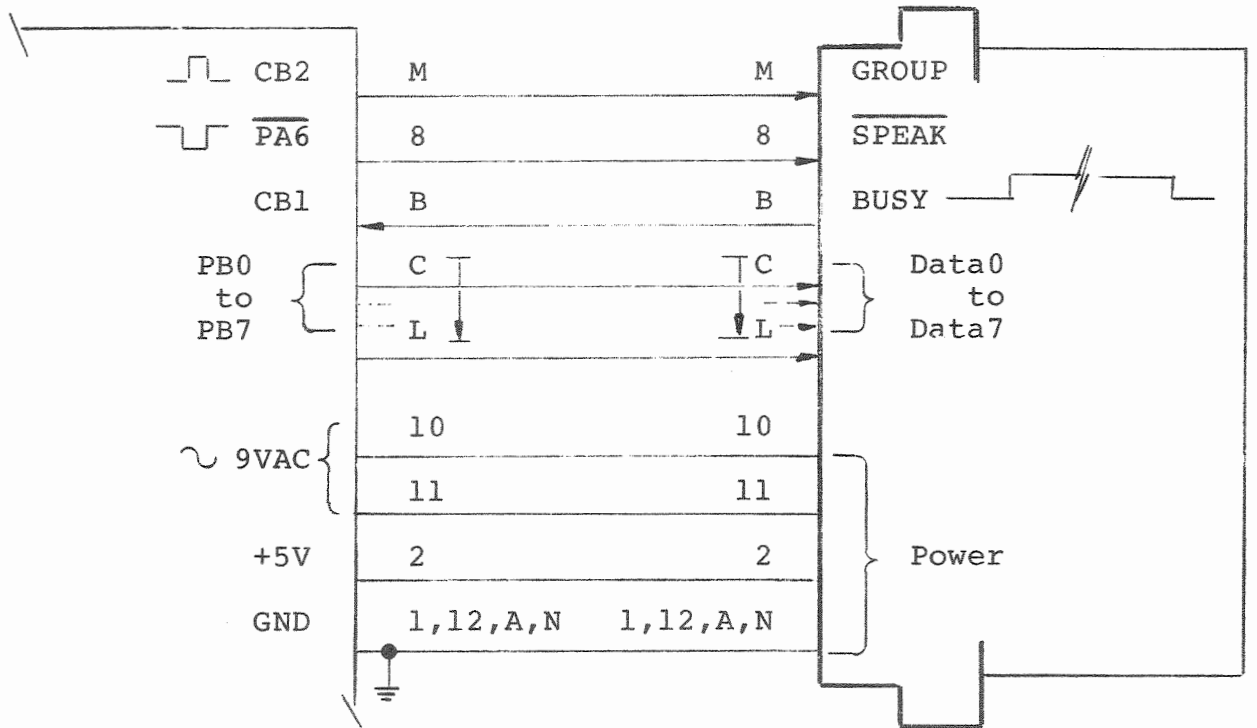 CB2 M M GROUP
PA6 8 8 SPEAK
CB1 B B BUSY
PB0 C C Data0
to to
PB7 L L Data7
10 10
9VAC
11 11
+5V 2 2 Power
GND 1,12,A,N 1,12,A,N